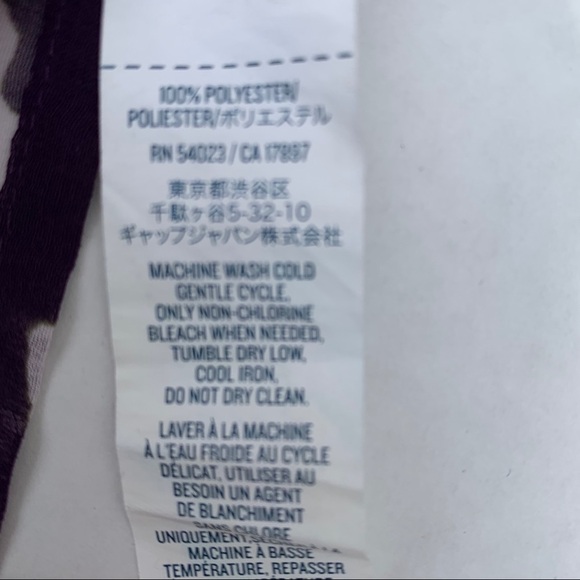 100% POLYESTER/
POLIESTER/ポリエステル
RN 54023 / CA 17897
東京都渋谷区
千駄ヶ谷5-32-10
ギャップジャパン株式会社
MACHINE WASH COLD
GENTLE CYCLE,
ONLY NON-CHLORINE
BLEACH WHEN NEEDED,
TUMBLE DRY LOW,
COOL IRON,
DO NOT DRY CLEAN.
LAVER À LA MACHINE
À L'EAU FROIDE AU CYCLE
DÉLICAT, UTILISER AU
BESOIN UN AGENT
DE BLANCHIMENT
SANS CHLORE
UNIQUEMENT,
MACHINE À BASSE
TEMPÉRATURE, REPASSER